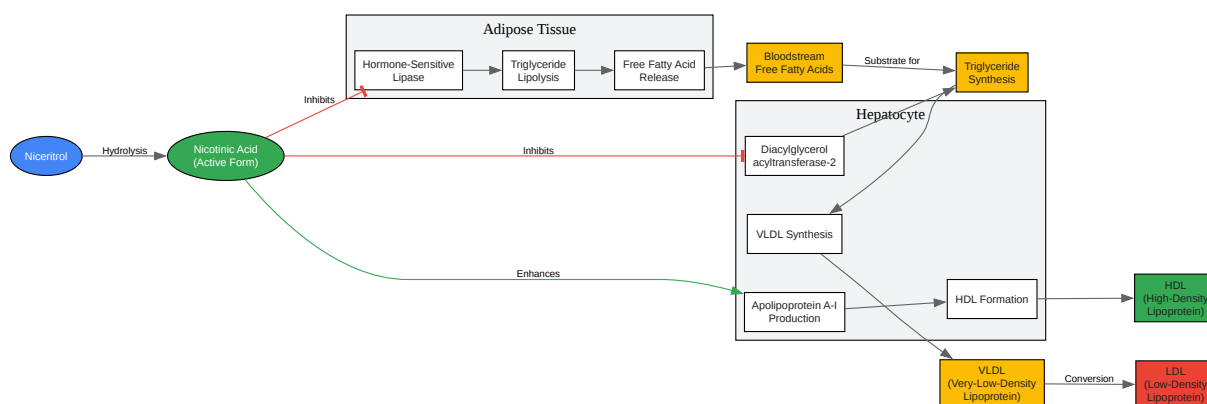 Adipose Tissue
Hormone-Sensitive
Lipase
Triglyceride
Lipolysis
Free Fatty Acid
Release
Bloodstream
Free Fatty Acids
Substrate for
Triglyceride
Synthesis
Inhibits
Hepatocyte
Niceritrol
Hydrolysis
Nicotinic Acid
(Active Form)
Inhibits
Diacylglycerol
acyltransferase-2
VLDL Synthesis
Enhances
Apolipoprotein A-I
Production
HDL Formation
HDL
(High-Density
Lipoprotein)
VLDL
(Very-Low-Density
Lipoprotein)
Conversion
LDL
(Low-Density
Lipoprotein)